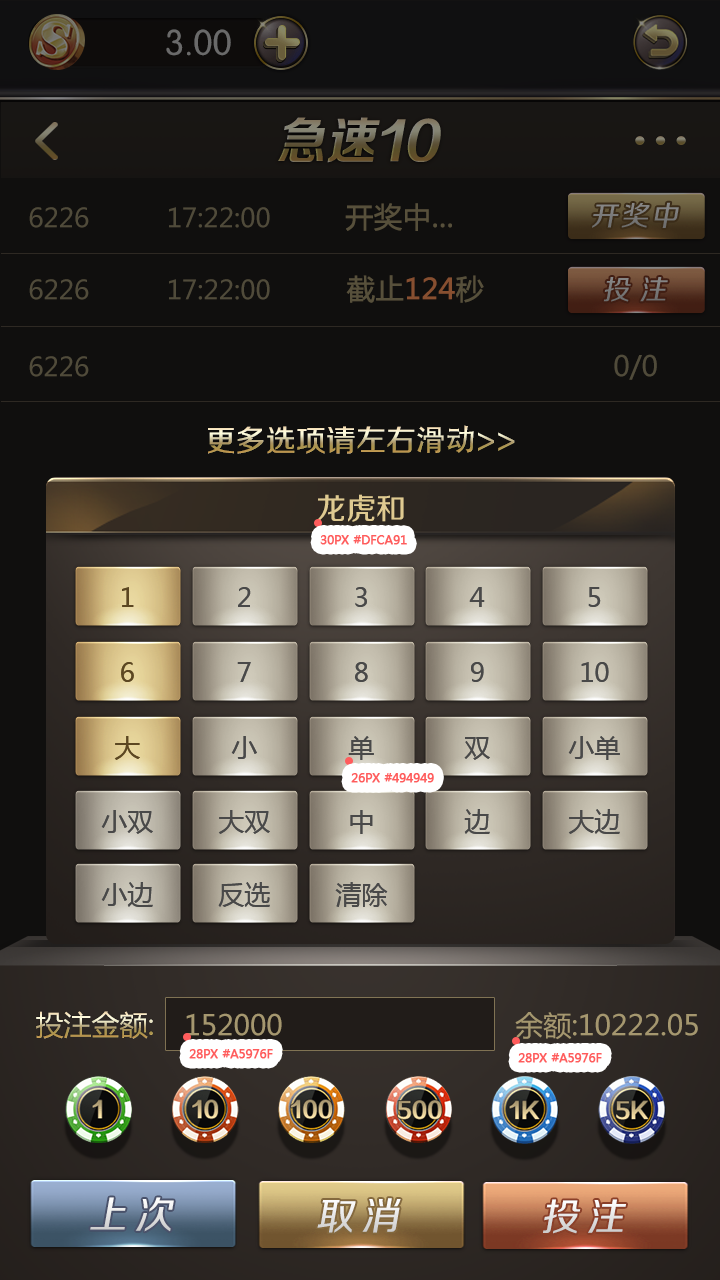 S 3.00
急速10
6226 17:22:00 开奖中... 开奖中
6226 17:22:00 截止124秒 投注
6226 0/0
更多选项请左右滑动>>
龙虎和
30PX #DFCA91
1 2 3 4 5
6 7 8 9 10
大 小 单 双 小单
26PX #494949
小双 大双 中 边 大边
小边 反选 清除
投注金额: 152000 余额:10222.05
28PX #A5976F 28PX #A5976F
1 10 100 500 1K 5K
上次 取消 投注